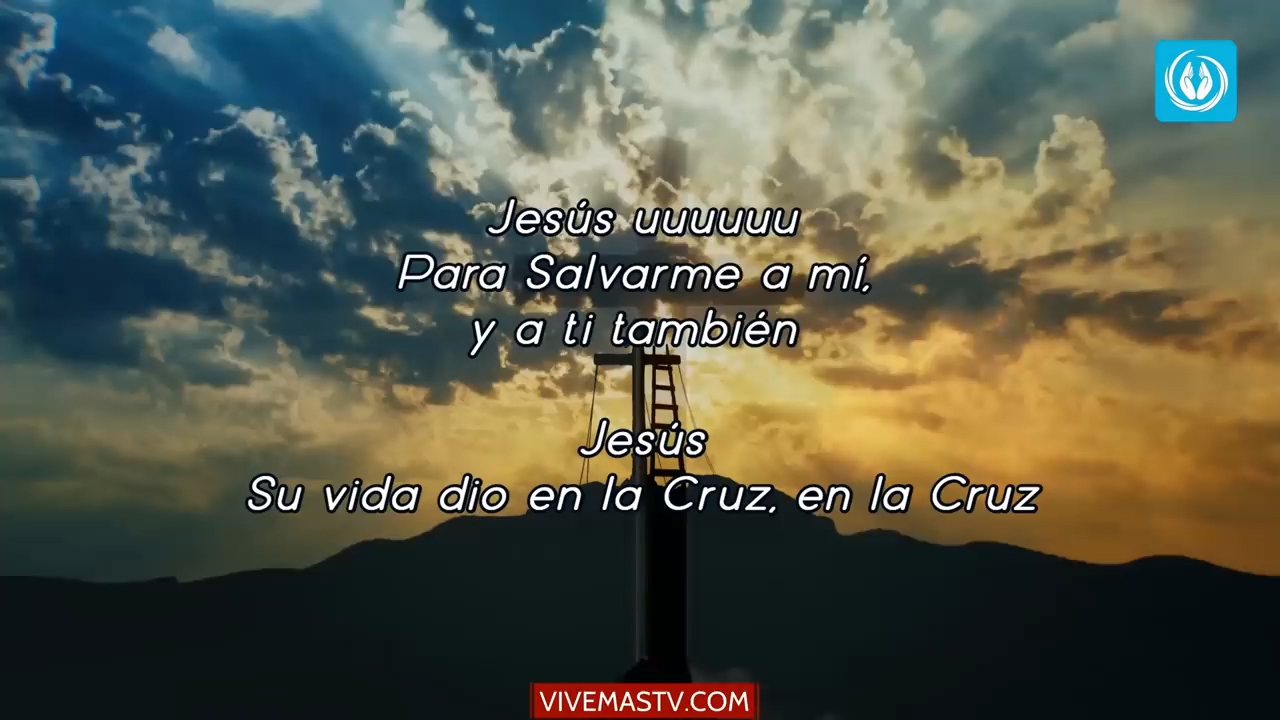 Jesús uuuuuu
Para Salvarme a mí,
y a ti también
Jesús
Su vida dio en la Cruz, en la Cruz
VIVEMASTV.COM